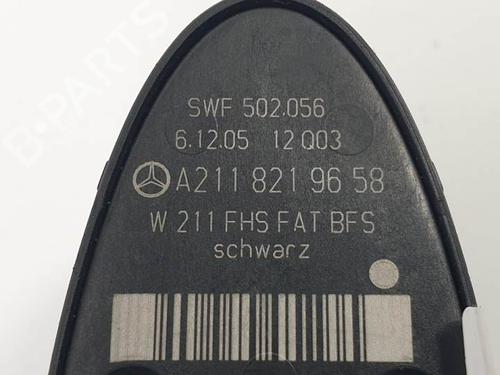 B-PARTS
SWF 502.056
6.12.05 12 Q03
A211 821 96 58
W 211 FHS FAT BFS
schwarz